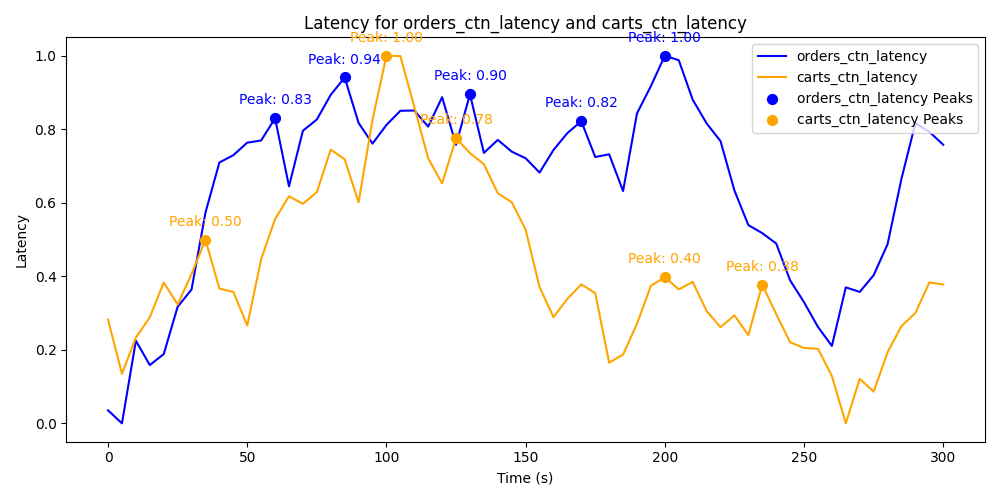 Latency for orders_ctn_latency and carts_ctn_latency
Peak: 1.00
Peak: 1.00
Peak: 0.94
Peak: 0.90
Peak: 0.83
Peak: 0.82
Peak: 0.78
Peak: 0.50
Peak: 0.40
Peak: 0.38
orders_ctn_latency
carts_ctn_latency
orders_ctn_latency Peaks
carts_ctn_latency Peaks
Latency
1.0
0.8
0.6
0.4
0.2
0.0
0 50 100 150 200 250 300
Time (s)